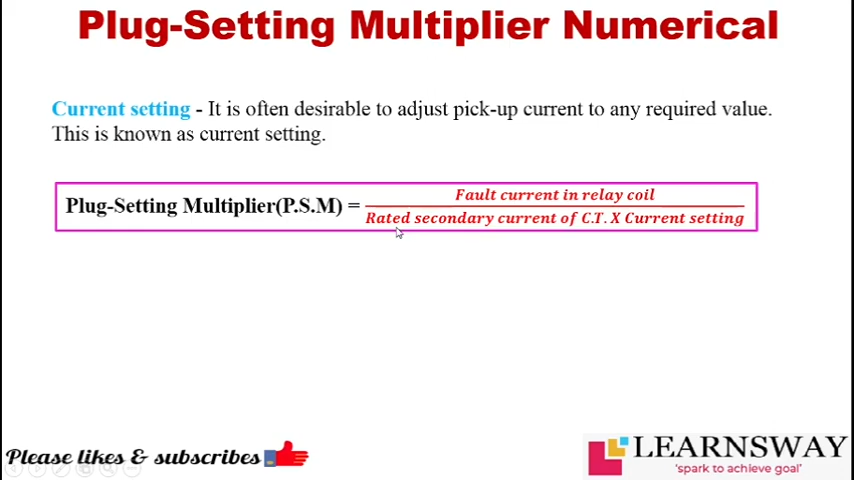 Plug-Setting Multiplier Numerical
Current setting - It is often desirable to adjust pick-up current to any required value.
This is known as current setting.
Plug-Setting Multiplier(P.S.M) =
Fault current in relay coil
Rated secondary current of C.T. X Current setting
Please likes & subscribes
LEARNSWAY
'spark to achieve goal'